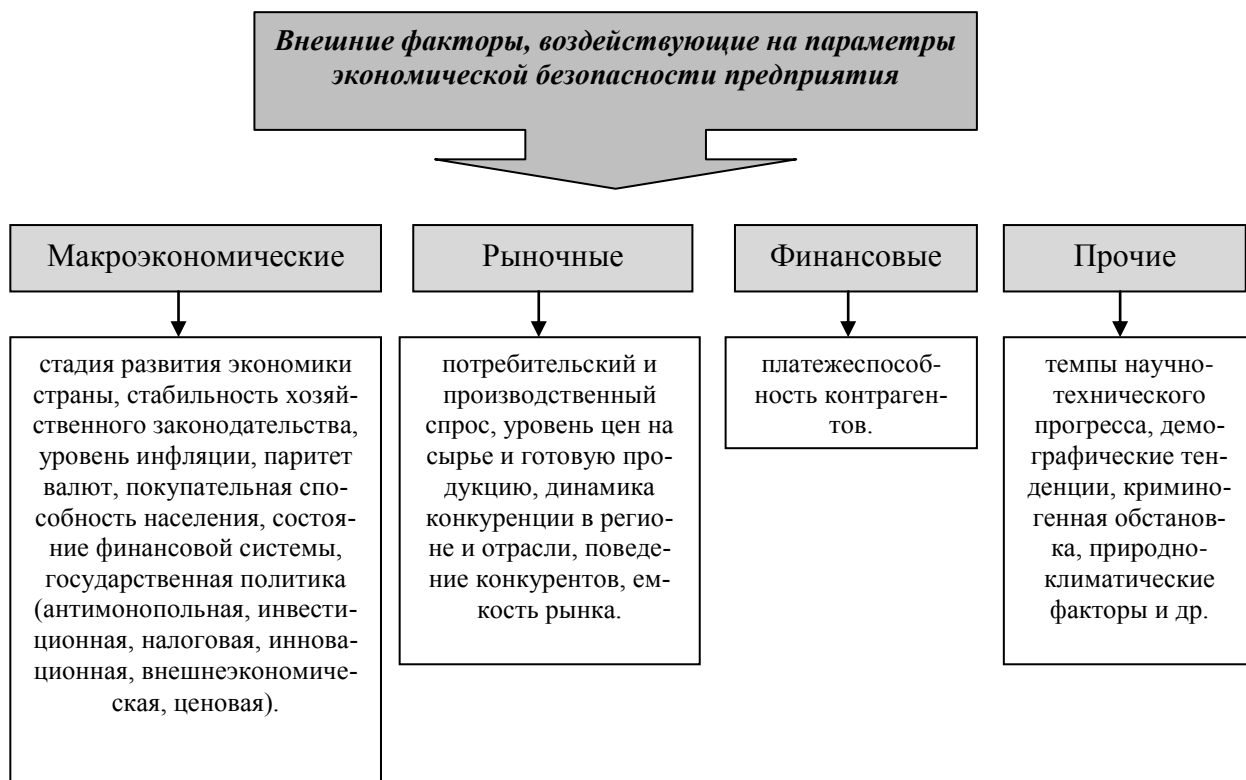 Внешние факторы, воздействующие на параметры
экономической безопасности предприятия
Макроэкономические
стадия развития экономики
страны, стабильность хозяй-
ственного законодательства,
уровень инфляции, паритет
валют, покупательная спо-
собность населения, состоя-
ние финансовой системы,
государственная политика
(антимонопольная, инвести-
ционная, налоговая, иннова-
ционная, внешнеэкономиче-
ская, ценовая).
Рыночные
потребительский и
производственный
спрос, уровень цен на
сырье и готовую про-
дукцию, динамика
конкуренции в регио-
не и отрасли, поведе-
ние конкурентов, ем-
кость рынка.
Финансовые
платежеспособ-
ность контраген-
тов.
Прочие
темпы научно-
технического
прогресса, демо-
графические тен-
денции, кримино-
генная обстанов-
ка, природно-
климатические
факторы и др.